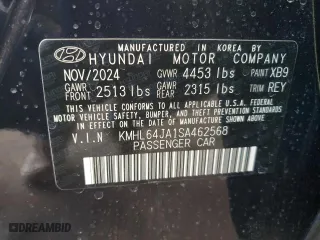 MANUFACTURED IN KOREA BY
HYUNDAI MOTOR COMPANY
NOV/2024 GVWR 4453 lbs PAINT XB9
GAWR FRONT 2513 lbs GAWR REAR 2315 lbs TRIM REY
THIS VEHICLE CONFORMS TO ALL APPLICABLE U.S.
FEDERAL MOTOR VEHICLE SAFETY, BUMPER, AND
THEFT PREVENTION STANDARDS IN EFFECT ON THE
DATE OF MANUFACTURE SHOWN ABOVE.
V.I.N KMHL64JA1SA462568
PASSENGER CAR